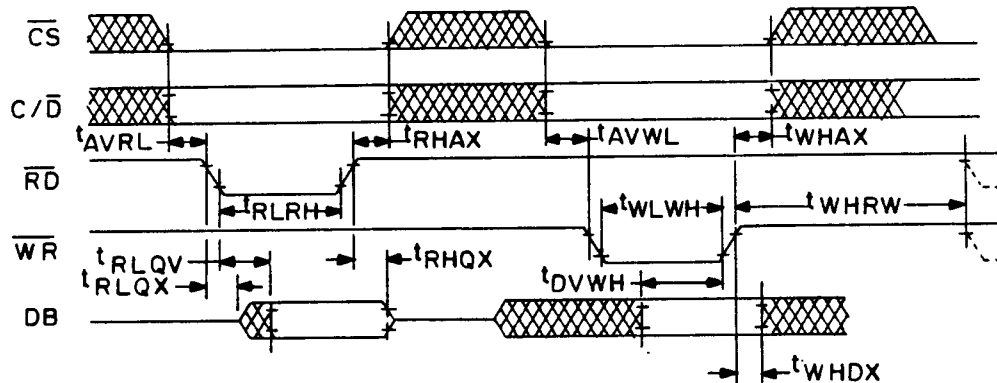 CS
C/D
tAVRL
tRHAX
tAVWL
tWHAX
RD
tRLRH
tWLWH
tWHRW
WR
tRLQV
tRHQX
tRLQX
tDVWH
DB
tWHDX